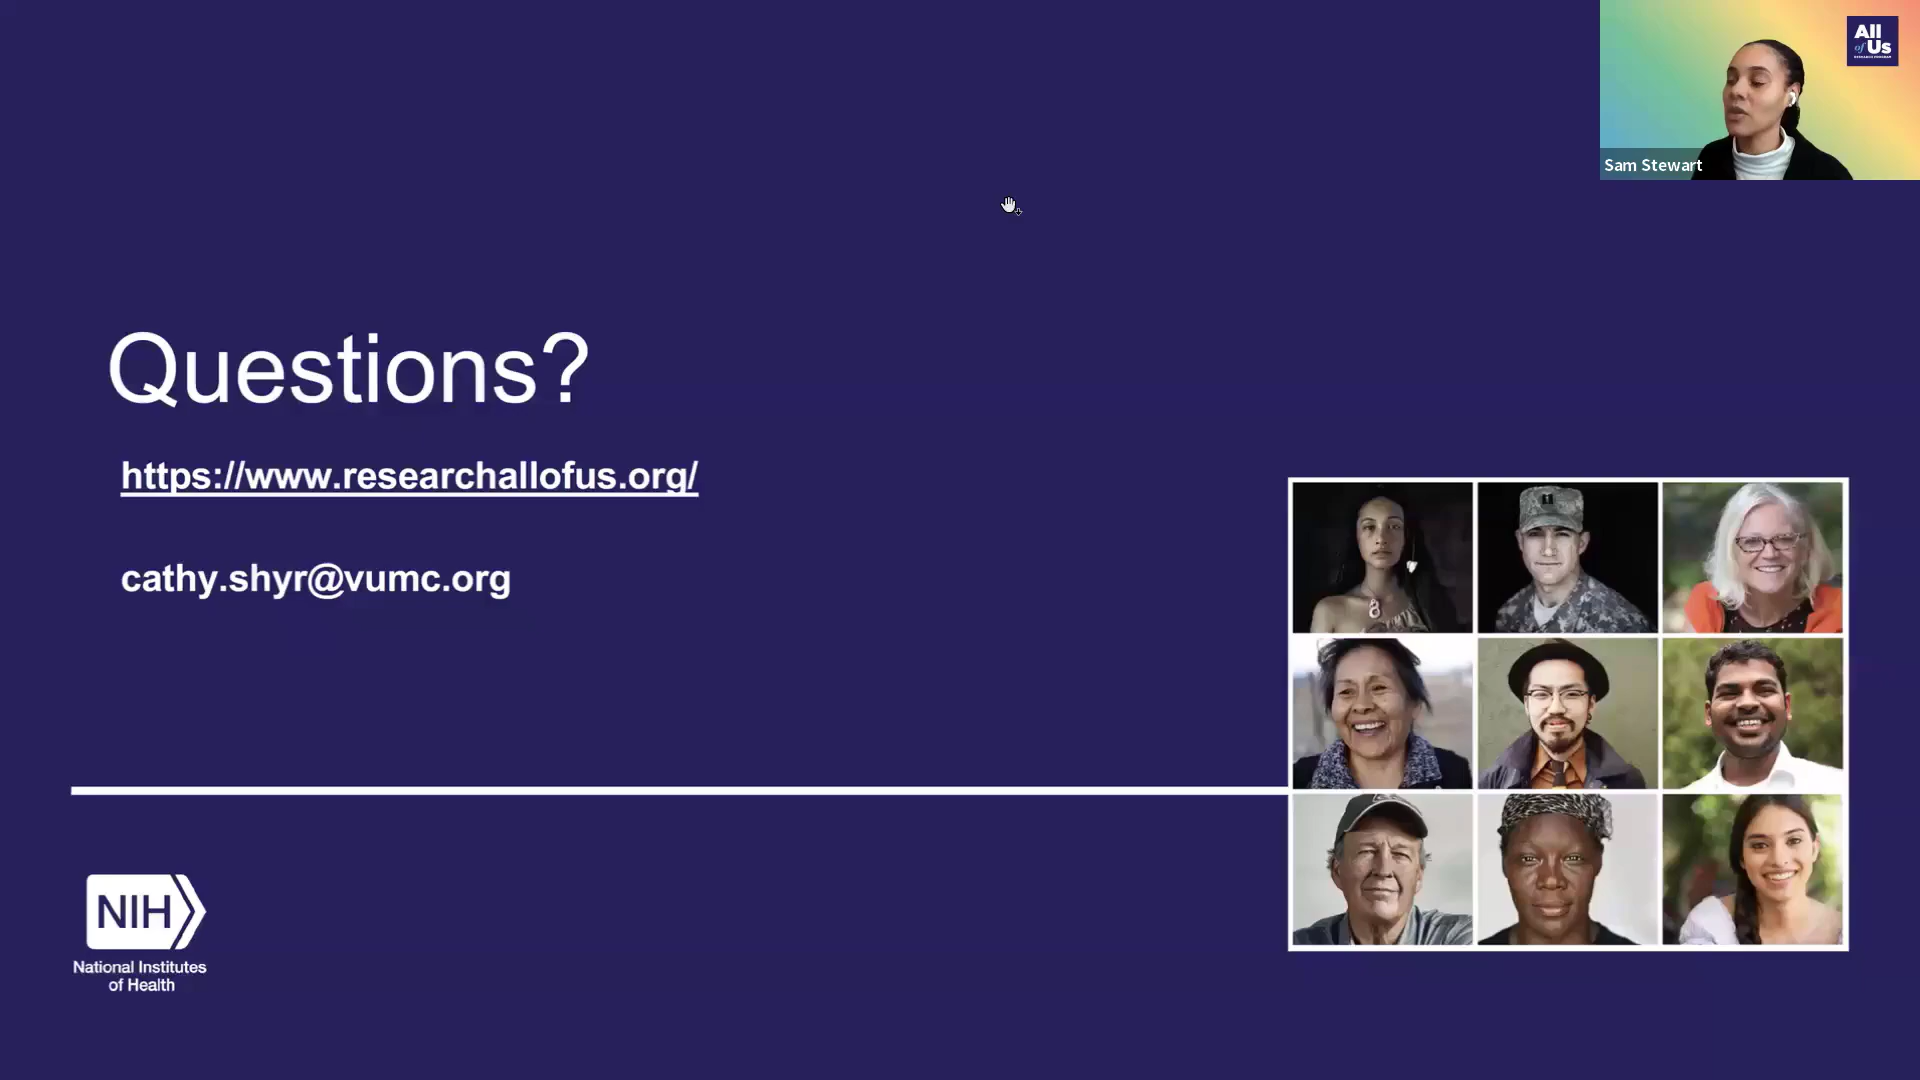 All
of Us
Sam Stewart
Questions?
https://www.researchallofus.org/
cathy.shyr@vumc.org
NIH
National Institutes
of Health